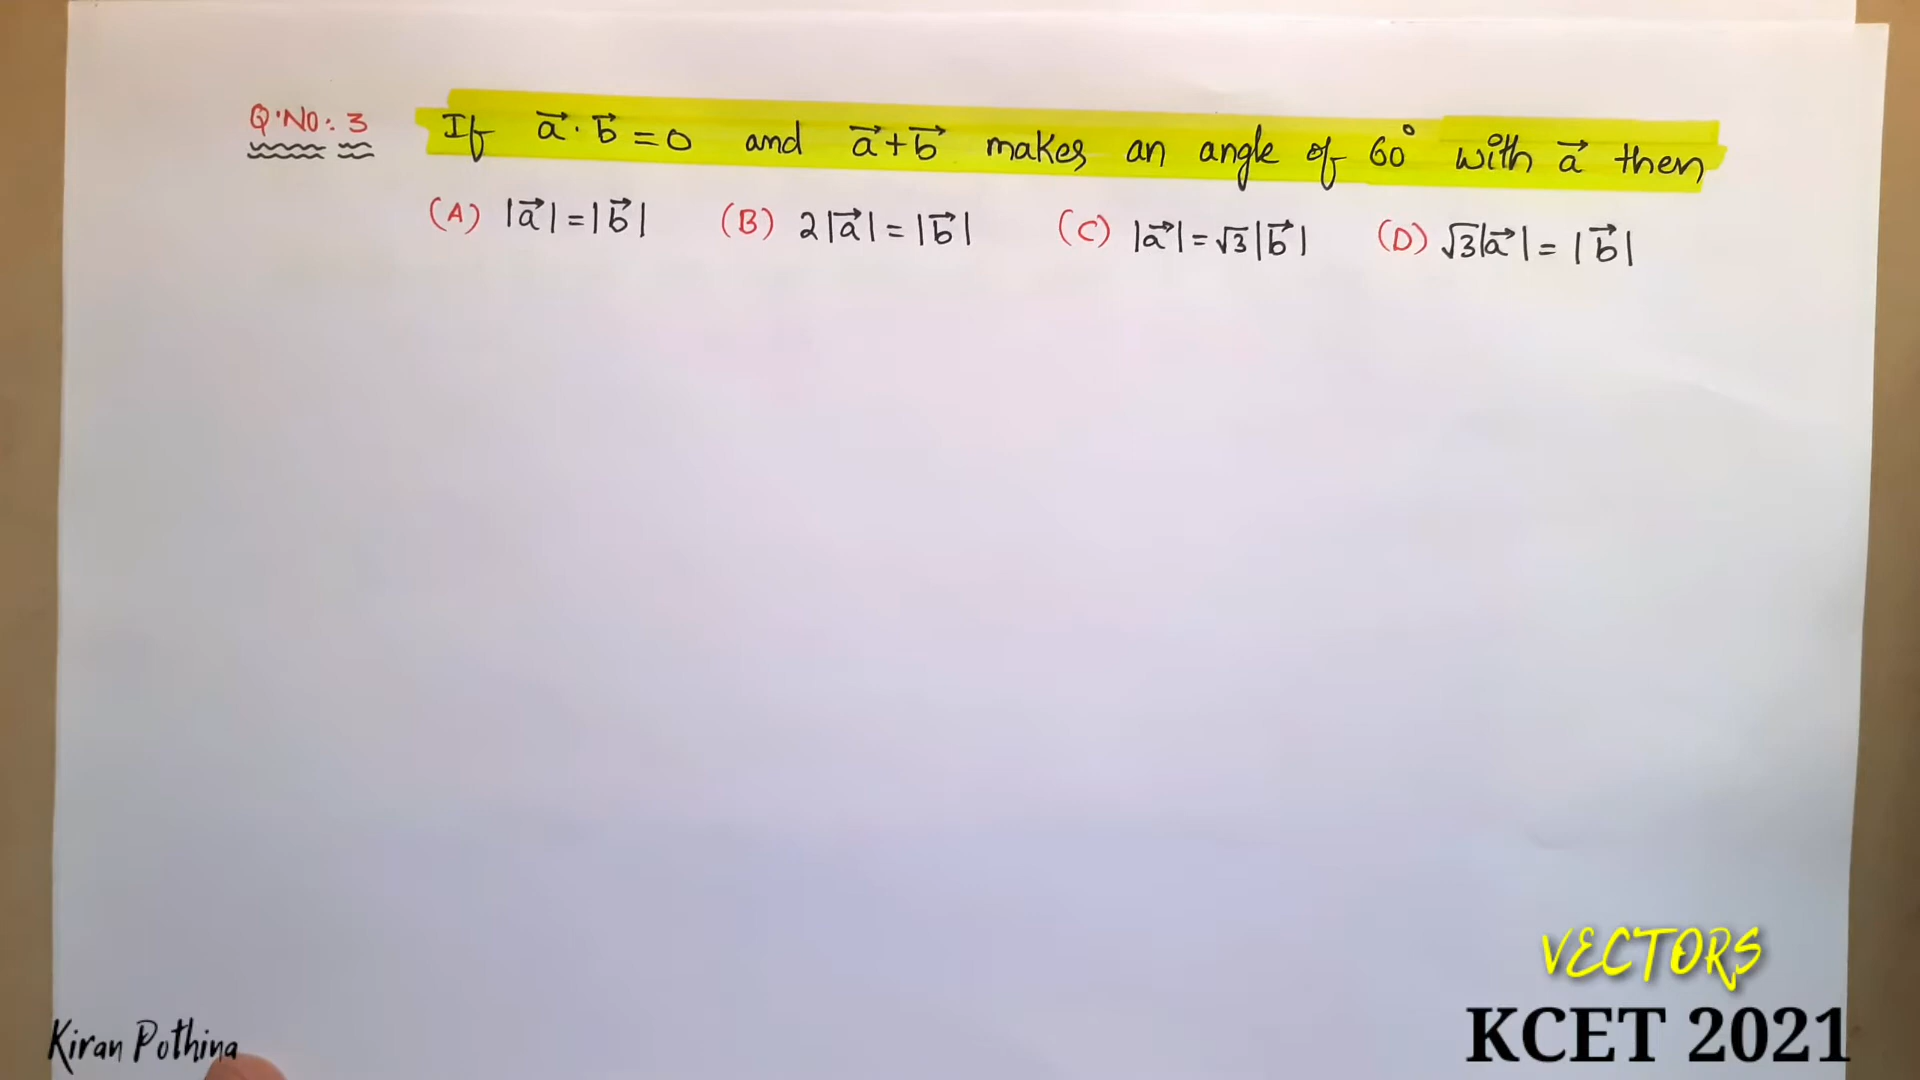 Q.No: 3 If a⃗ · b⃗ = 0 and a⃗ + b⃗ makes an angle of 60° with a⃗ then
(A) |a⃗| = |b⃗| (B) 2|a⃗| = |b⃗| (C) |a⃗| = √3|b⃗| (D) √3|a⃗| = |b⃗|
VECTORS
KCET 2021
Kiran Pothina